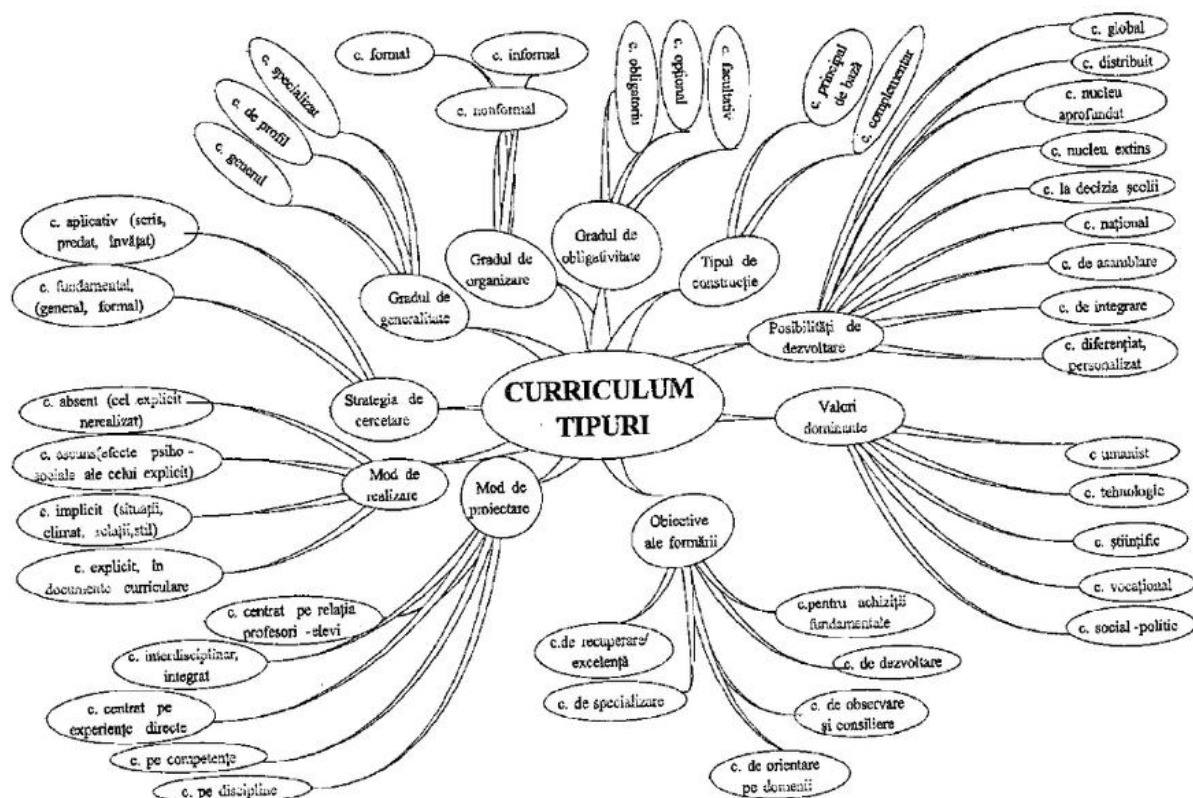 c. formal
c. informal
c. nonformal
c. specializat
c. de profil
c. general
c. obligatoriu
c. opțional
c. facultativ
c. principal
de bază
c. complementar
c. global
c. distribuit
c. nucleu
aprofundat
c. nucleu extins
c. la decizia școlii
c. național
c. de asamblare
c. de integrare
c. diferențiat,
personalizat
c. aplicativ (scris,
predat, învățat)
c. fundamental,
(general, formal)
Gradul de
generalitate
Gradul de
organizare
Gradul de
obligativitate
Tipul de
construcție
Posibilități de
dezvoltare
Strategia de
cercetare
CURRICULUM
TIPURI
Valori
dominante
c. absent (cel explicit
nerealizat)
c. ascuns(efecte psiho-
sociale ale celui explicit)
c. implicit (situații,
climat, relații,stil)
c. explicit, în
documente curriculare
Mod de
realizare
Mod de
proiectare
Obiective
ale formării
c umanist
c. tehnologic
c. științific
c. vocațional
c. social-politic
c. centrat pe relația
profesori -elevi
c. interdisciplinar,
integrat
c. centrat pe
experiențe directe
c. pe competențe
c. pe discipline
c.de recuperare/
excelență
c. de specializare
c.pentru achiziții
fundamentale
c. de dezvoltare
c. de observare
și consiliere
c. de orientare
pe domenii